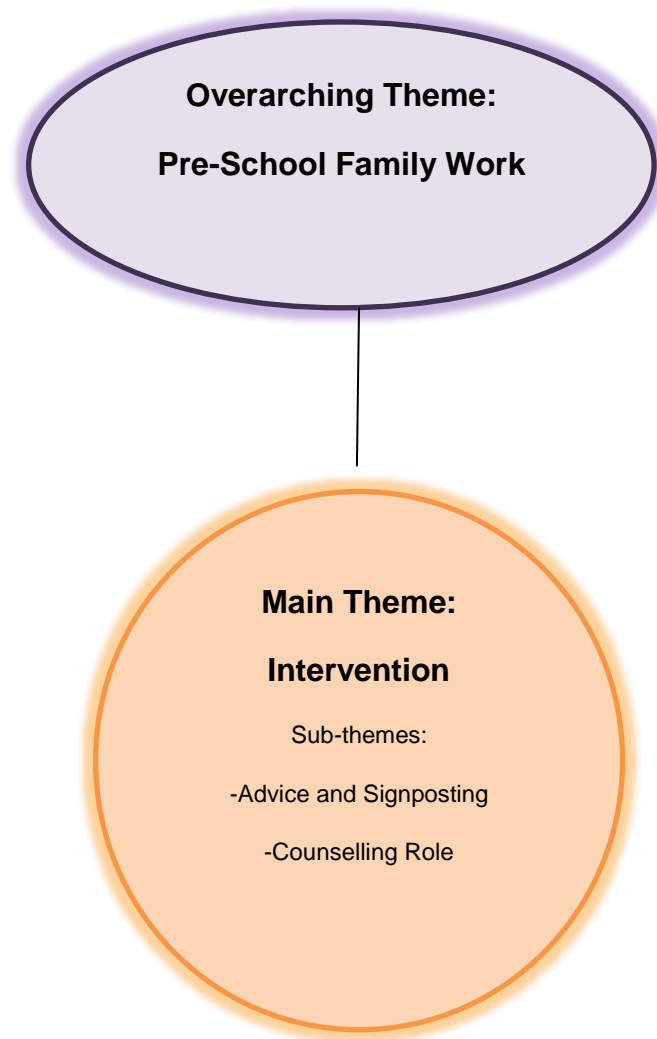 Overarching Theme:
Pre-School Family Work
Main Theme:
Intervention
Sub-themes:
-Advice and Signposting
-Counselling Role